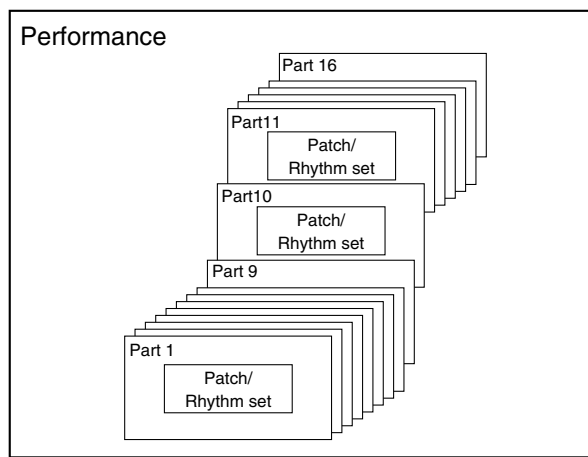 Performance
Part 16
Part11
Patch/
Rhythm set
Part10
Patch/
Rhythm set
Part 9
Part 1
Patch/
Rhythm set